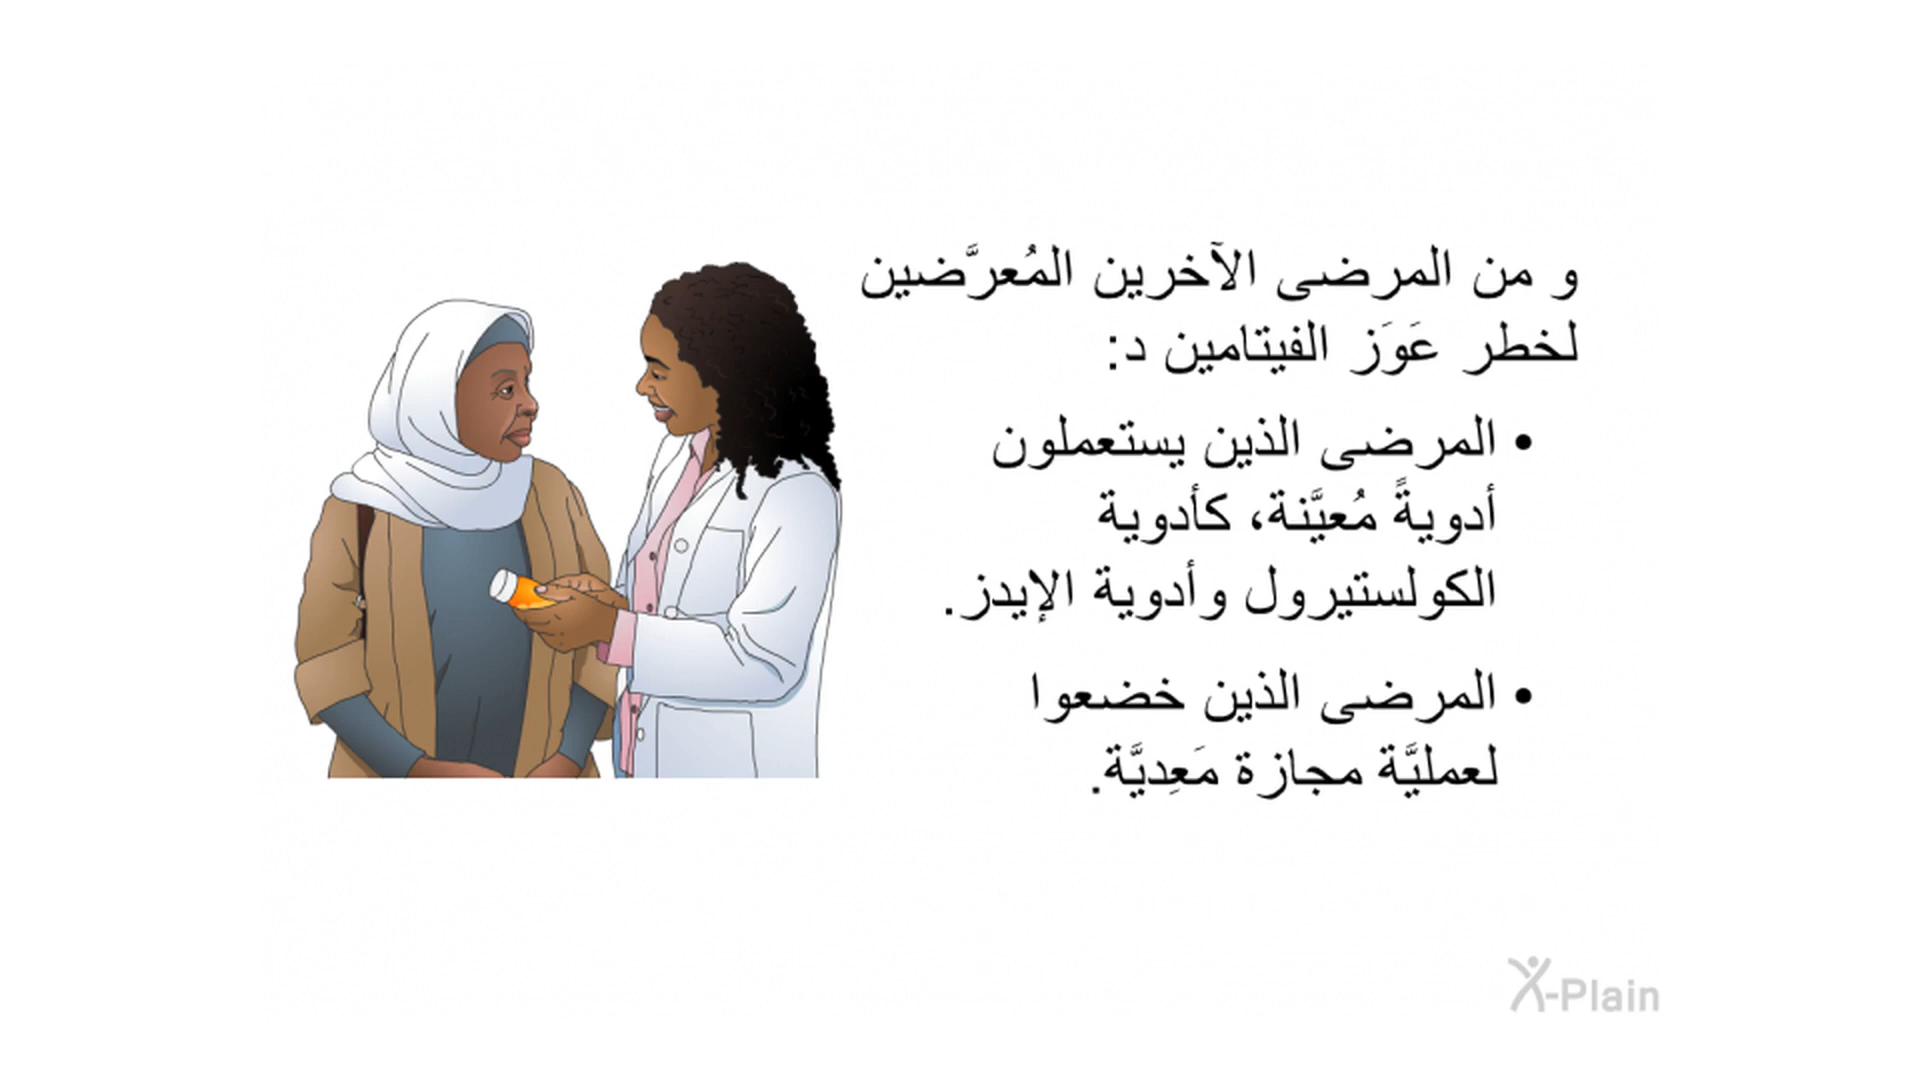 و من المرضى الآخرين المُعرَّضين
لخطر عَوَز الفيتامين د:
• المرضى الذين يستعملون
أدويةً مُعيَّنة، كأدوية
الكولستيرول وأدوية الإيدز.
• المرضى الذين خضعوا
لعمليَّة مجازة مَعِديَّة.
X-Plain